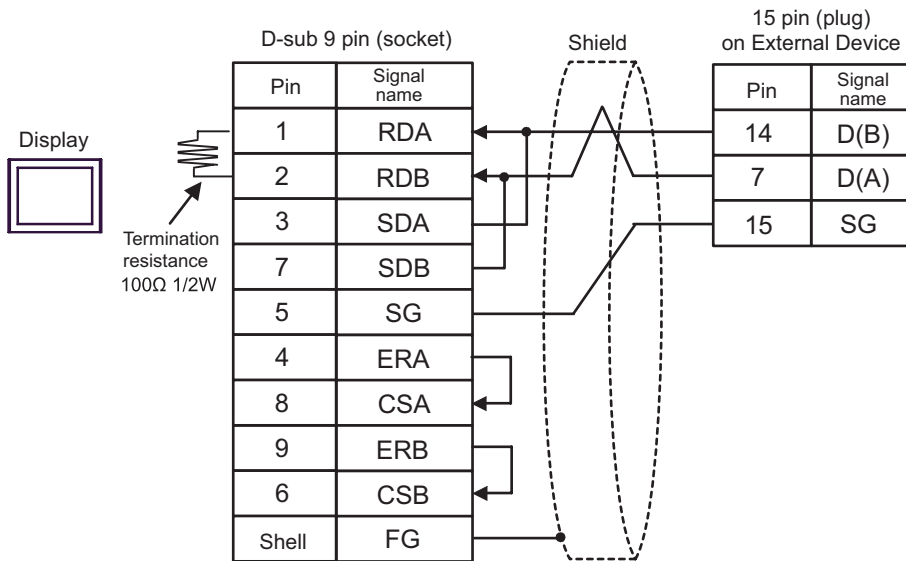 D-sub 9 pin (socket)
Shield
15 pin (plug)
on External Device
Display
Termination
resistance
100Ω 1/2W
Pin Signal name
1 RDA
2 RDB
3 SDA
7 SDB
5 SG
4 ERA
8 CSA
9 ERB
6 CSB
Shell FG
Pin Signal name
14 D(B)
7 D(A)
15 SG